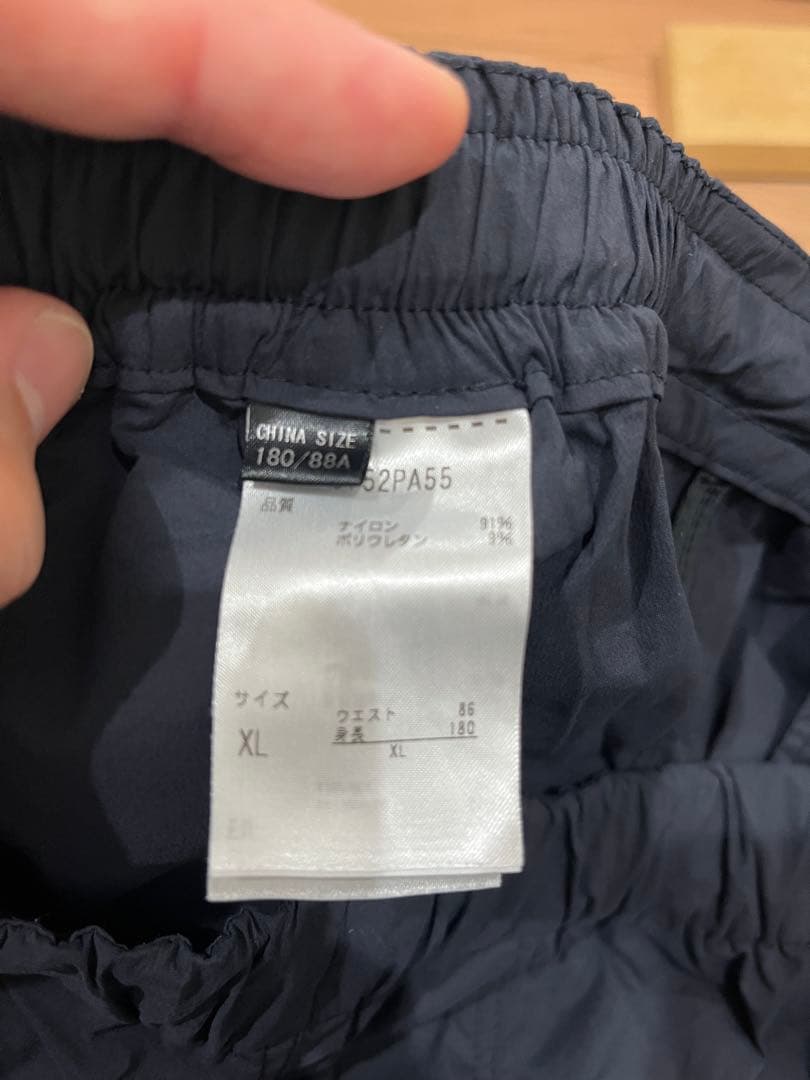 CHINA SIZE
180/88A
52PA55
品質
ナイロン 91%
ポリウレタン 9%
サイズ
ウエスト 86
身長 180
XL
XL